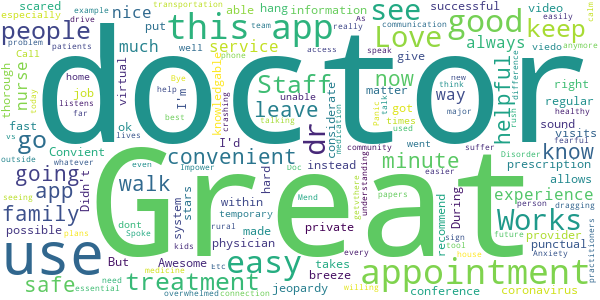 scared
especially
example
drive
transportation
patients
Call
problem
people
nice
much
put
able
hang
service
team
as
well
this app
information
really
communication
give
access
see
Love
speak
successful
good
always
video
viedo
easily
calm
keep
anymore
doctor
thorough
nurse
home
job
listens
far
today
vs
go
ok
fast
lives
outside
whatever
virtual
I'm
Bye
help
best
knowledgable
Uphone
crashing
talking
Staff
leave
unable
considerate
Panic
now
matter
got
times
used
talk
medication
dr
way
new
think
major
helpful
rush
difference
right
regular
healthy
sound
fearful
visits
Convient
going
app
seeing
family
possible
Didn't
convenient
walk
even
Impower
system
stars
I'd
hard
within
temporary
made
physician
minute
instead
Doc
Mend
community
went
gettythere
understanding
private
papers
easier
suffer
Disorder
know
prescription
allows
Great
use
safe
dont
Spoke
plans
easy
treatment
But
Awesome
kids
rural
Etc
takes
breeze
every
jeopardy
During
recommend
sign
tool
Works
appointment
experience
provider
punctual
future
person
dragging
Anxiety
practitioners
need
essential
medicine
overwhelmed
connection
willing
conference
house
coronavirus